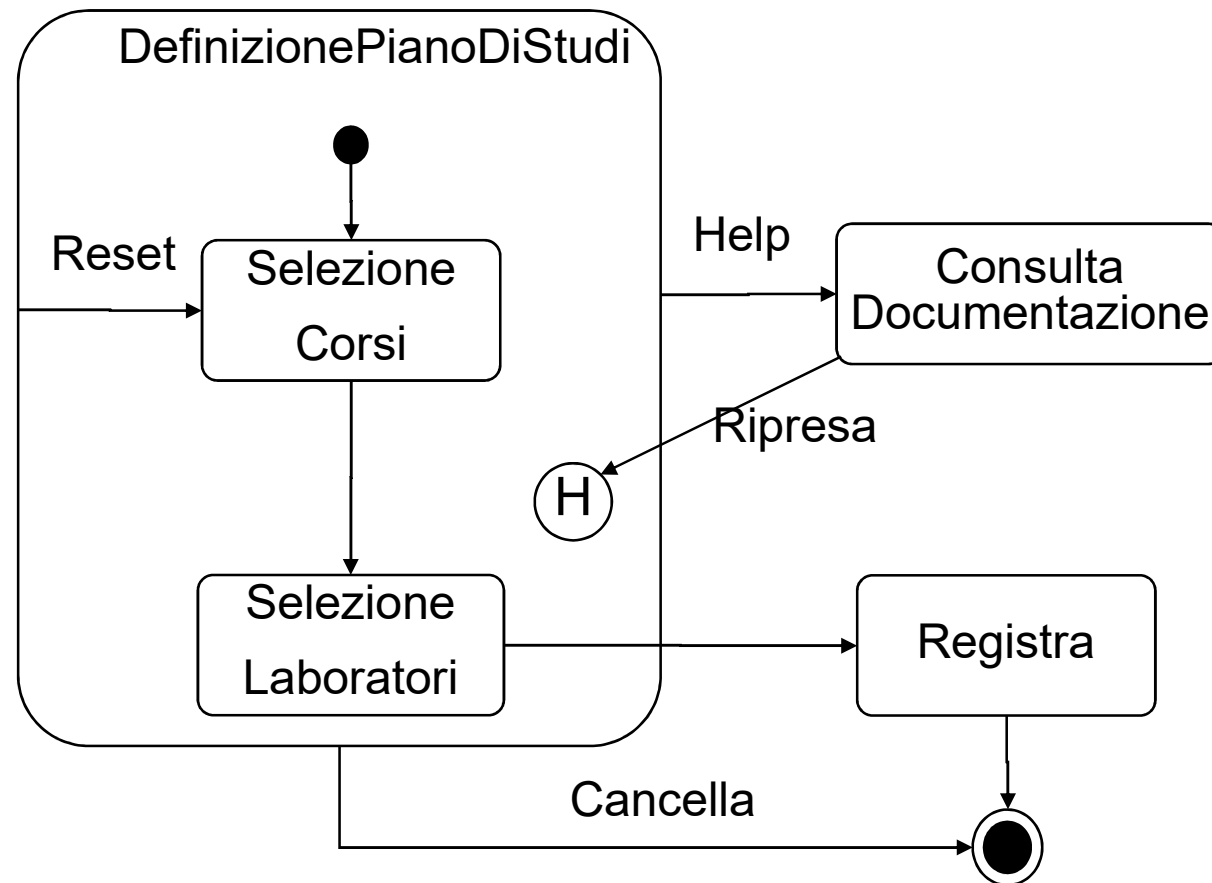 DefinizionePianoDiStudi
Reset
Selezione
Corsi
Help
Consulta
Documentazione
Ripresa
H
Selezione
Laboratori
Registra
Cancella